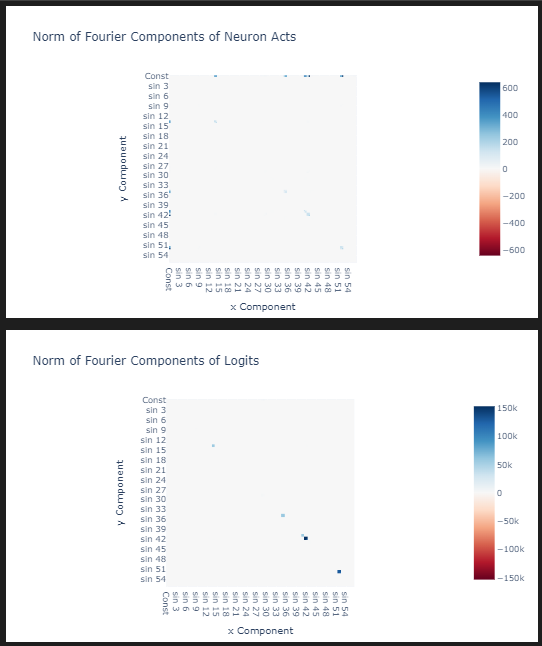 Norm of Fourier Components of Neuron Acts
Const
sin 3
sin 6
sin 9
sin 12
sin 15
sin 18
sin 21
sin 24
sin 27
sin 30
sin 33
sin 36
sin 39
sin 42
sin 45
sin 48
sin 51
sin 54
y Component
Const
sin 3
sin 6
sin 9
sin 12
sin 15
sin 18
sin 21
sin 24
sin 27
sin 30
sin 33
sin 36
sin 39
sin 42
sin 45
sin 48
sin 51
sin 54
x Component
600
400
200
0
−200
−400
−600
Norm of Fourier Components of Logits
Const
sin 3
sin 6
sin 9
sin 12
sin 15
sin 18
sin 21
sin 24
sin 27
sin 30
sin 33
sin 36
sin 39
sin 42
sin 45
sin 48
sin 51
sin 54
y Component
Const
sin 3
sin 6
sin 9
sin 12
sin 15
sin 18
sin 21
sin 24
sin 27
sin 30
sin 33
sin 36
sin 39
sin 42
sin 45
sin 48
sin 51
sin 54
x Component
150k
100k
50k
0
−50k
−100k
−150k